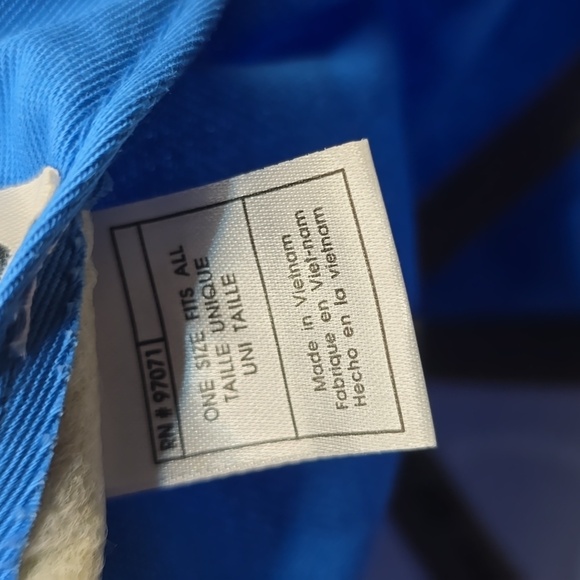 RN # 97071
ONE SIZE FITS ALL
TAILLE UNIQUE
UNI TAILLE
Made in Vietnam
Fabriqué en Viet-nam
Hecho en la vietnam